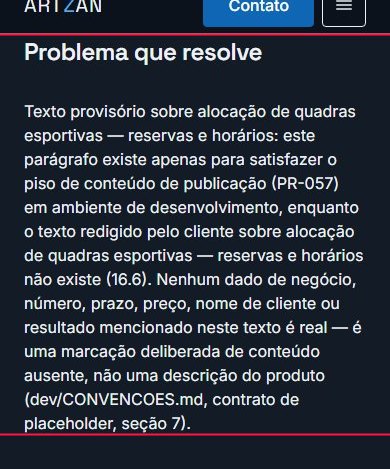 ARTZAN
Contato
Problema que resolve
Texto provisório sobre alocação de quadras
esportivas — reservas e horários: este
parágrafo existe apenas para satisfazer o
piso de conteúdo de publicação (PR-057)
em ambiente de desenvolvimento, enquanto
o texto redigido pelo cliente sobre alocação
de quadras esportivas — reservas e horários
não existe (16.6). Nenhum dado de negócio,
número, prazo, preço, nome de cliente ou
resultado mencionado neste texto é real — é
uma marcação deliberada de conteúdo
ausente, não uma descrição do produto
(dev/CONVENCOES.md, contrato de
placeholder, seção 7).